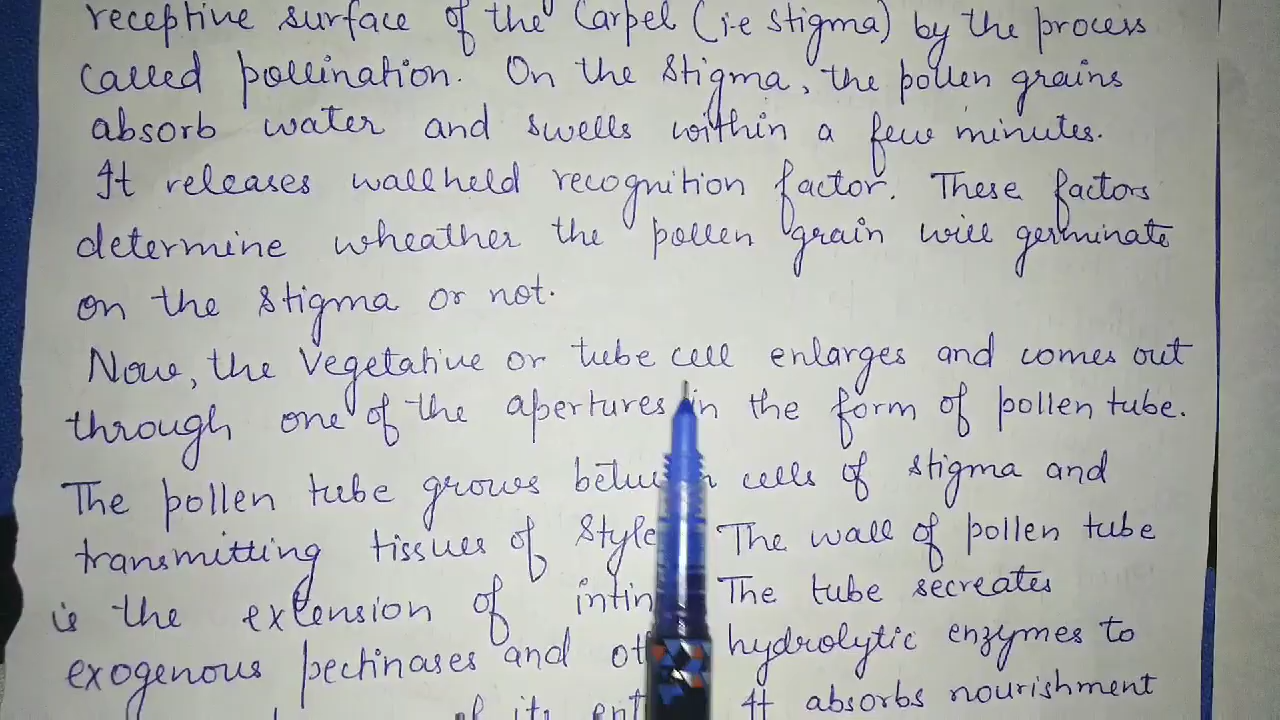 receptive surface of the Carpel (i.e stigma) by the process
called pollination. On the stigma, the pollen grains
absorb water and swells within a few minutes.
It releases wallheld recognition factor. These factors
determine wheather the pollen grain will germinate
on the stigma or not.
Now, the Vegetative or tube cell enlarges and comes out
through one of the apertures in the form of pollen tube.
The pollen tube grows cells of stigma and
transmitting tissues of Style The wall of pollen tube
is the extension of The tube secreates
exogenous pectinases and hydrolytic enzymes to
of its It absorbs nourishment